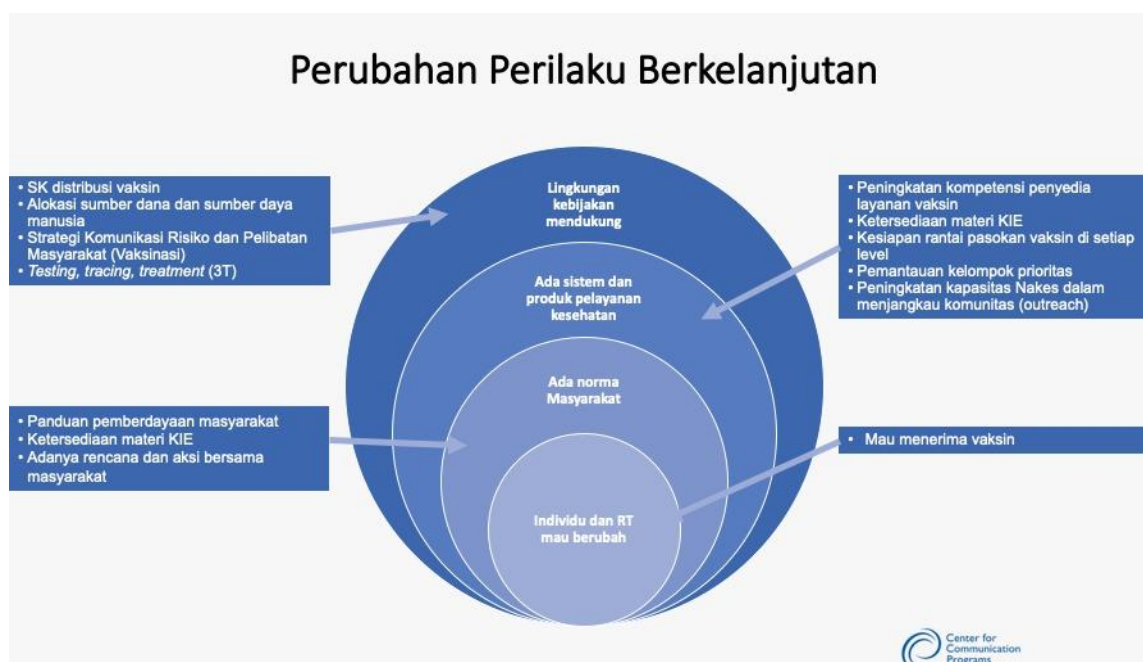 Perubahan Perilaku Berkelanjutan
• SK distribusi vaksin
• Alokasi sumber dana dan sumber daya
manusia
• Strategi Komunikasi Risiko dan Pelibatan
Masyarakat (Vaksinasi)
• Testing, tracing, treatment (3T)
Lingkungan
kebijakan
mendukung
• Peningkatan kompetensi penyedia
layanan vaksin
• Ketersediaan materi KIE
• Kesiapan rantai pasokan vaksin di setiap
level
• Pemantauan kelompok prioritas
• Peningkatan kapasitas Nakes dalam
menjangkau komunitas (outreach)
Ada sistem dan
produk pelayanan
kesehatan
Ada norma
Masyarakat
• Panduan pemberdayaan masyarakat
• Ketersediaan materi KIE
• Adanya rencana dan aksi bersama
masyarakat
• Mau menerima vaksin
Individu dan RT
mau berubah
Center for
Communication
Programs